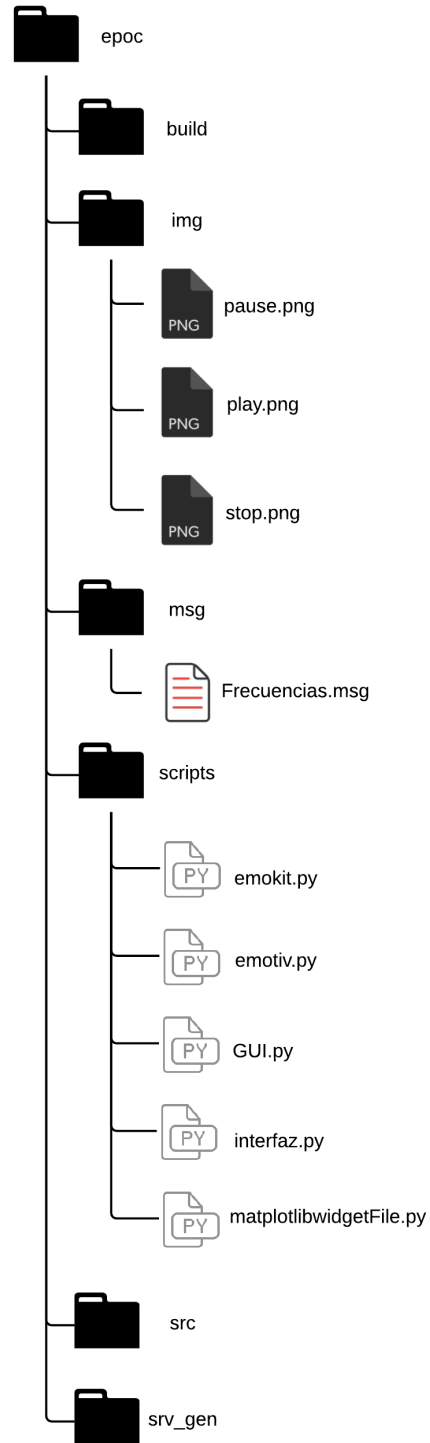 epoc
build
img
PNG
pause.png
PNG
play.png
PNG
stop.png
msg
Frecuencias.msg
scripts
PY
emokit.py
PY
emotiv.py
PY
GUI.py
PY
interfaz.py
PY
matplotlibwidgetFile.py
src
srv_gen